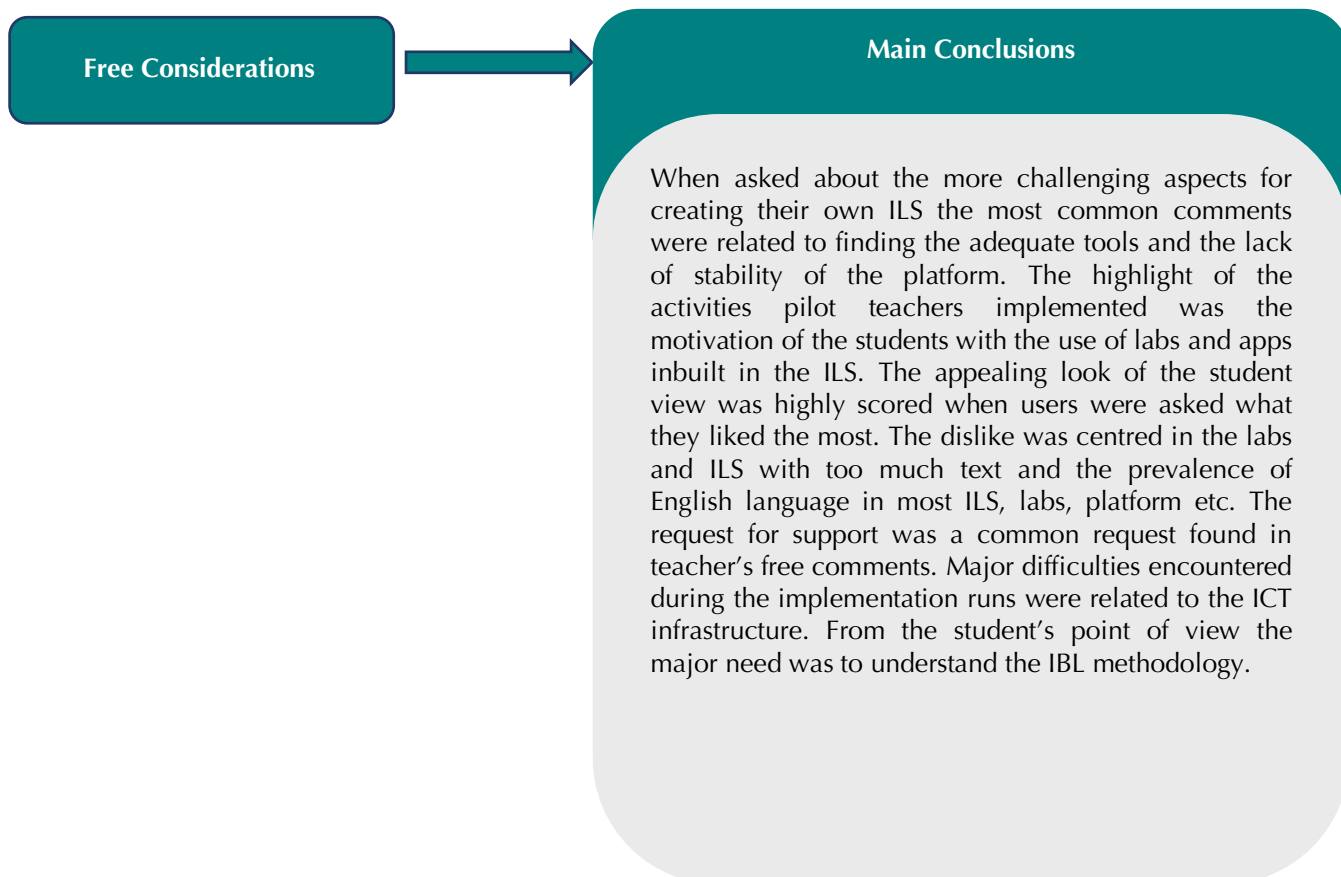 Free Considerations
Main Conclusions
When asked about the more challenging aspects for
creating their own ILS the most common comments
were related to finding the adequate tools and the lack
of stability of the platform. The highlight of the
activities pilot teachers implemented was the
motivation of the students with the use of labs and apps
inbuilt in the ILS. The appealing look of the student
view was highly scored when users were asked what
they liked the most. The dislike was centred in the labs
and ILS with too much text and the prevalence of
English language in most ILS, labs, platform etc. The
request for support was a common request found in
teacher’s free comments. Major difficulties encountered
during the implementation runs were related to the ICT
infrastructure. From the student’s point of view the
major need was to understand the IBL methodology.